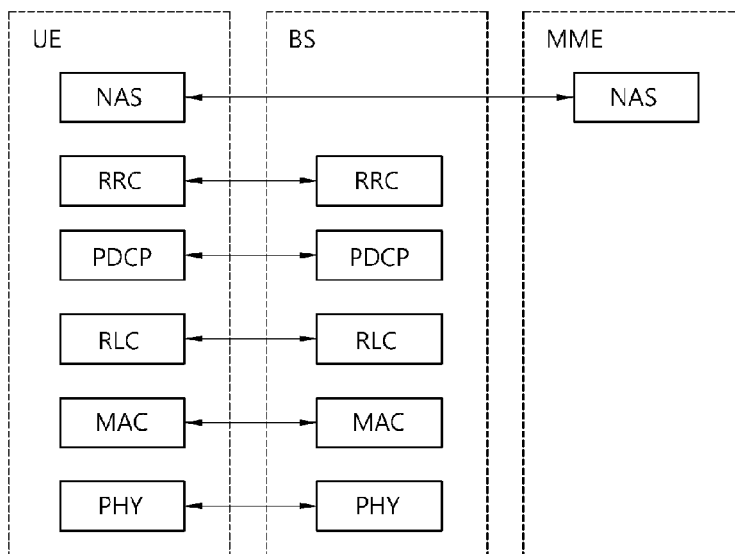 UE BS MME
NAS NAS
RRC RRC
PDCP PDCP
RLC RLC
MAC MAC
PHY PHY